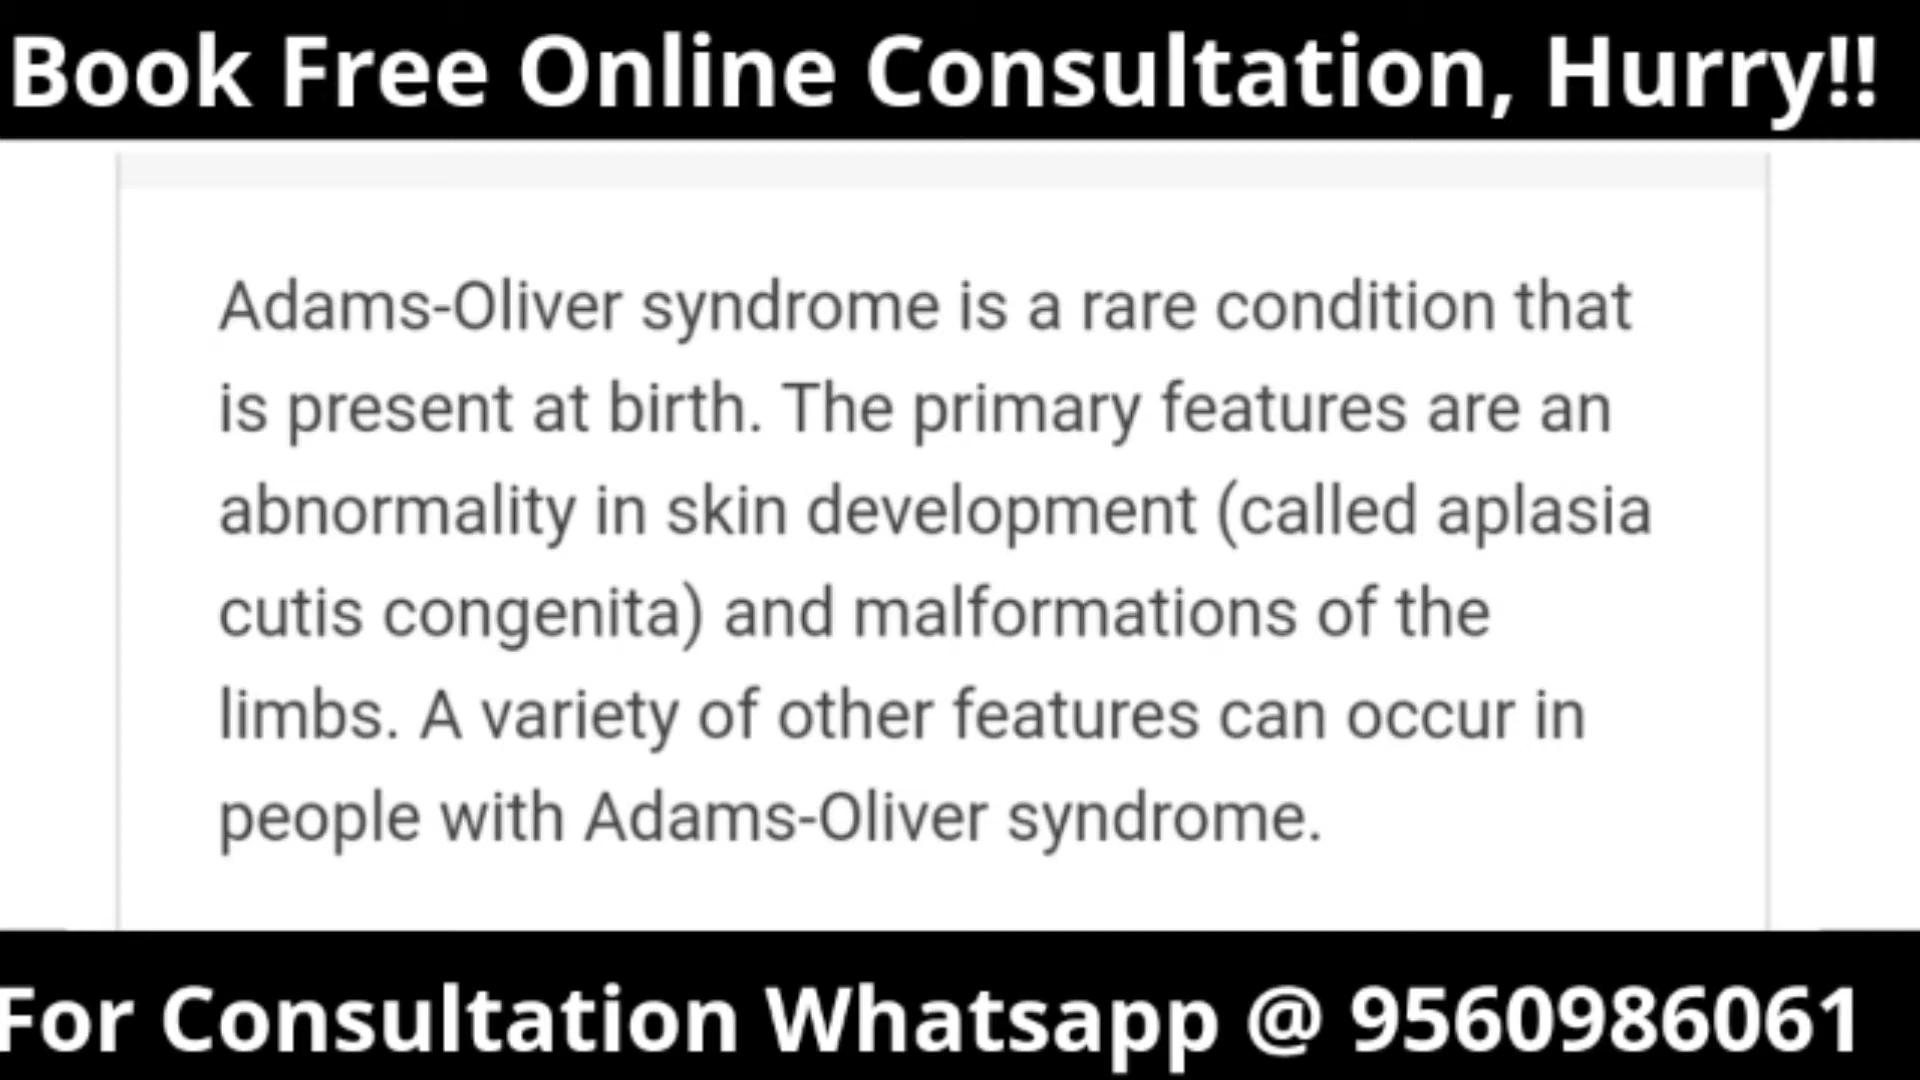 Book Free Online Consultation, Hurry!!
Adams-Oliver syndrome is a rare condition that
is present at birth. The primary features are an
abnormality in skin development (called aplasia
cutis congenita) and malformations of the
limbs. A variety of other features can occur in
people with Adams-Oliver syndrome.
For Consultation Whatsapp @ 9560986061